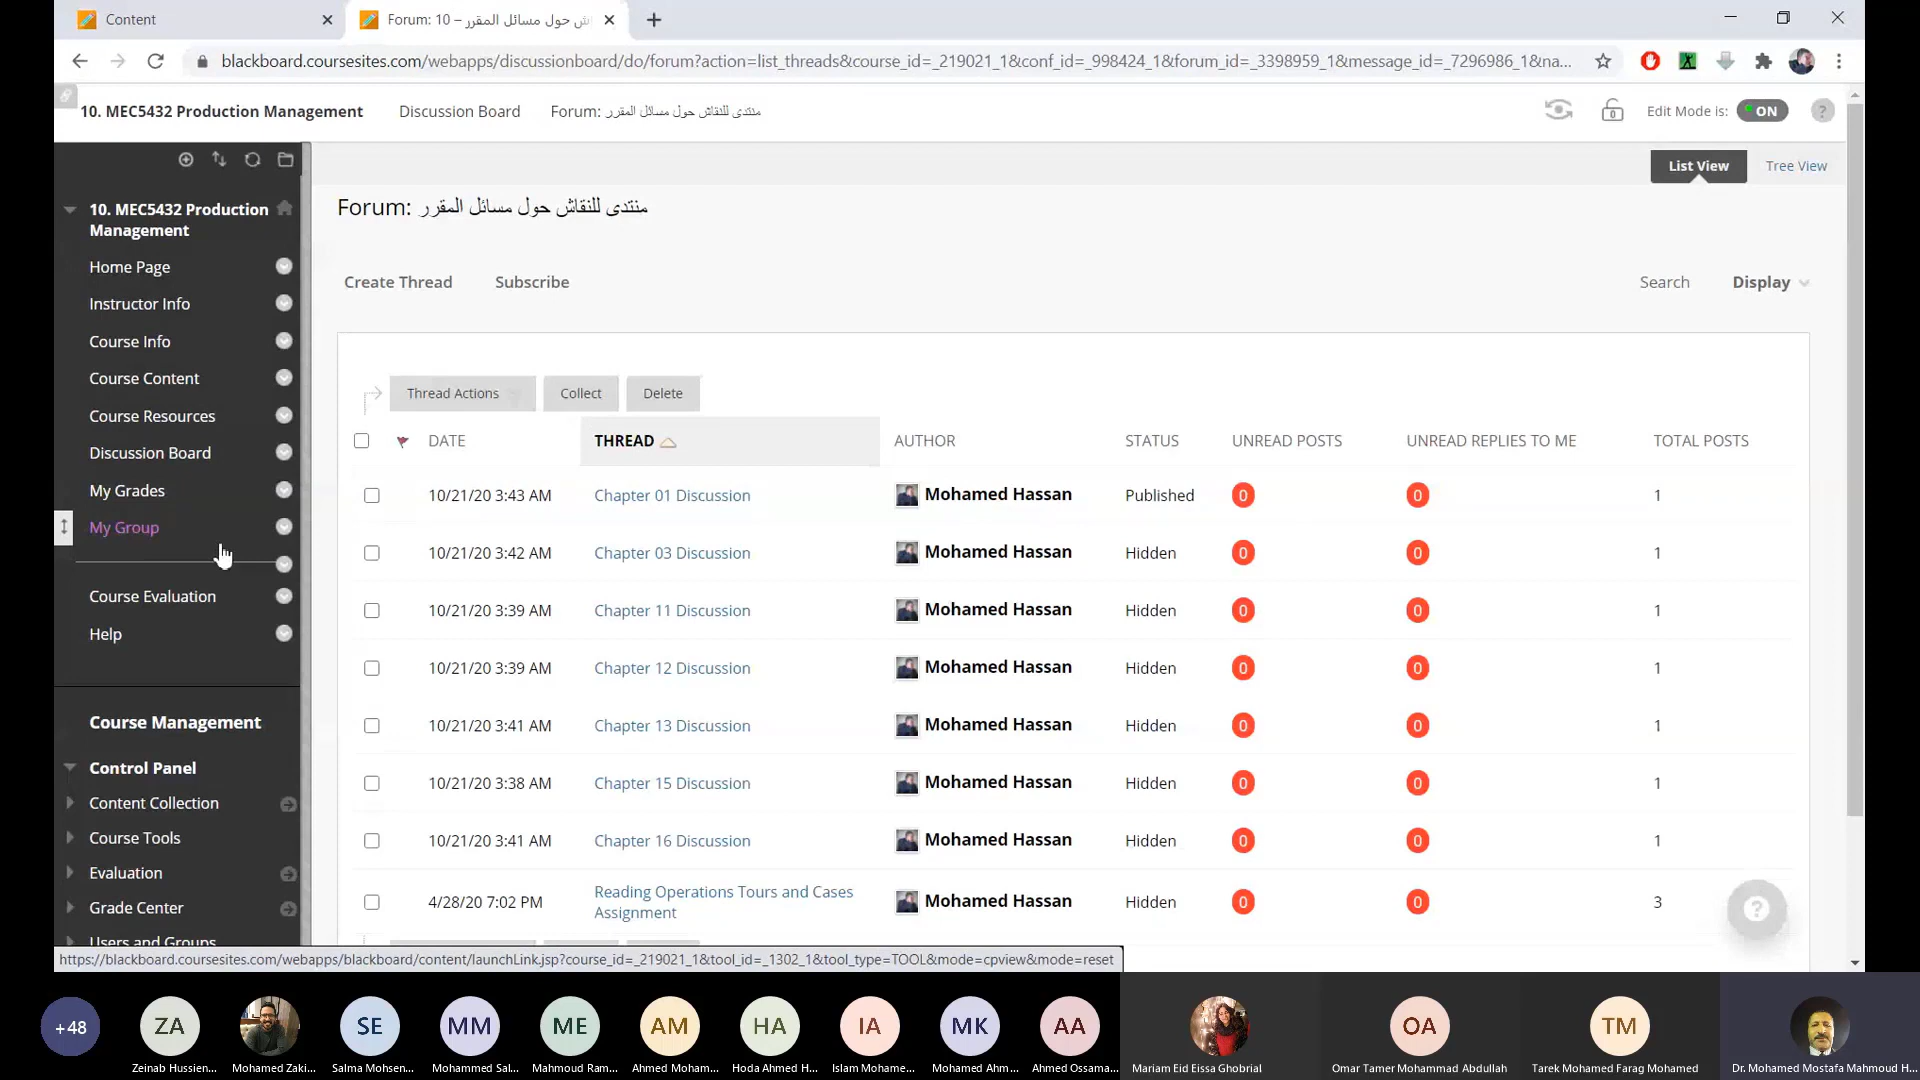 Content
Forum: منتدى للنقاش حول مسائل المقرر – 10
blackboard.coursesites.com/webapps/discussionboard/do/forum?action=list_threads&course_id=_219021_1&conf_id=_998424_1&forum_id=_3398959_1&message_id=_7296986_1&na...
10. MEC5432 Production Management Discussion Board Forum: منتدى للنقاش حول مسائل المقرر
Edit Mode is: ON ?
List View Tree View
10. MEC5432 Production
Management
Home Page
Instructor Info
Course Info
Course Content
Course Resources
Discussion Board
My Grades
My Group
Course Evaluation
Help
Course Management
Control Panel
Content Collection
Course Tools
Evaluation
Grade Center
Users and Groups
Forum: منتدى للنقاش حول مسائل المقرر
Create Thread Subscribe Search Display
Thread Actions Collect Delete
DATE THREAD AUTHOR STATUS UNREAD POSTS UNREAD REPLIES TO ME TOTAL POSTS
10/21/20 3:43 AM Chapter 01 Discussion Mohamed Hassan Published 0 0 1
10/21/20 3:42 AM Chapter 03 Discussion Mohamed Hassan Hidden 0 0 1
10/21/20 3:39 AM Chapter 11 Discussion Mohamed Hassan Hidden 0 0 1
10/21/20 3:39 AM Chapter 12 Discussion Mohamed Hassan Hidden 0 0 1
10/21/20 3:41 AM Chapter 13 Discussion Mohamed Hassan Hidden 0 0 1
10/21/20 3:38 AM Chapter 15 Discussion Mohamed Hassan Hidden 0 0 1
10/21/20 3:41 AM Chapter 16 Discussion Mohamed Hassan Hidden 0 0 1
4/28/20 7:02 PM Reading Operations Tours and Cases Mohamed Hassan Hidden 0 0 3
Assignment
?
https://blackboard.coursesites.com/webapps/blackboard/content/launchLink.jsp?course_id=_219021_1&tool_id=_1302_1&tool_type=TOOL&mode=cpview&mode=reset
+48 ZA SE MM ME AM HA IA MK AA OA TM
Zeinab Hussien... Mohamed Zaki... Salma Mohsen... Mohammed Sal... Mahmoud Ram... Ahmed Moham... Hoda Ahmed H... Islam Mohame... Mohamed Ahm... Ahmed Ossama... Mariam Eid Eissa Ghobrial Omar Tamer Mohammad Abdullah Tarek Mohamed Farag Mohamed Dr. Mohamed Mostafa Mahmoud H...